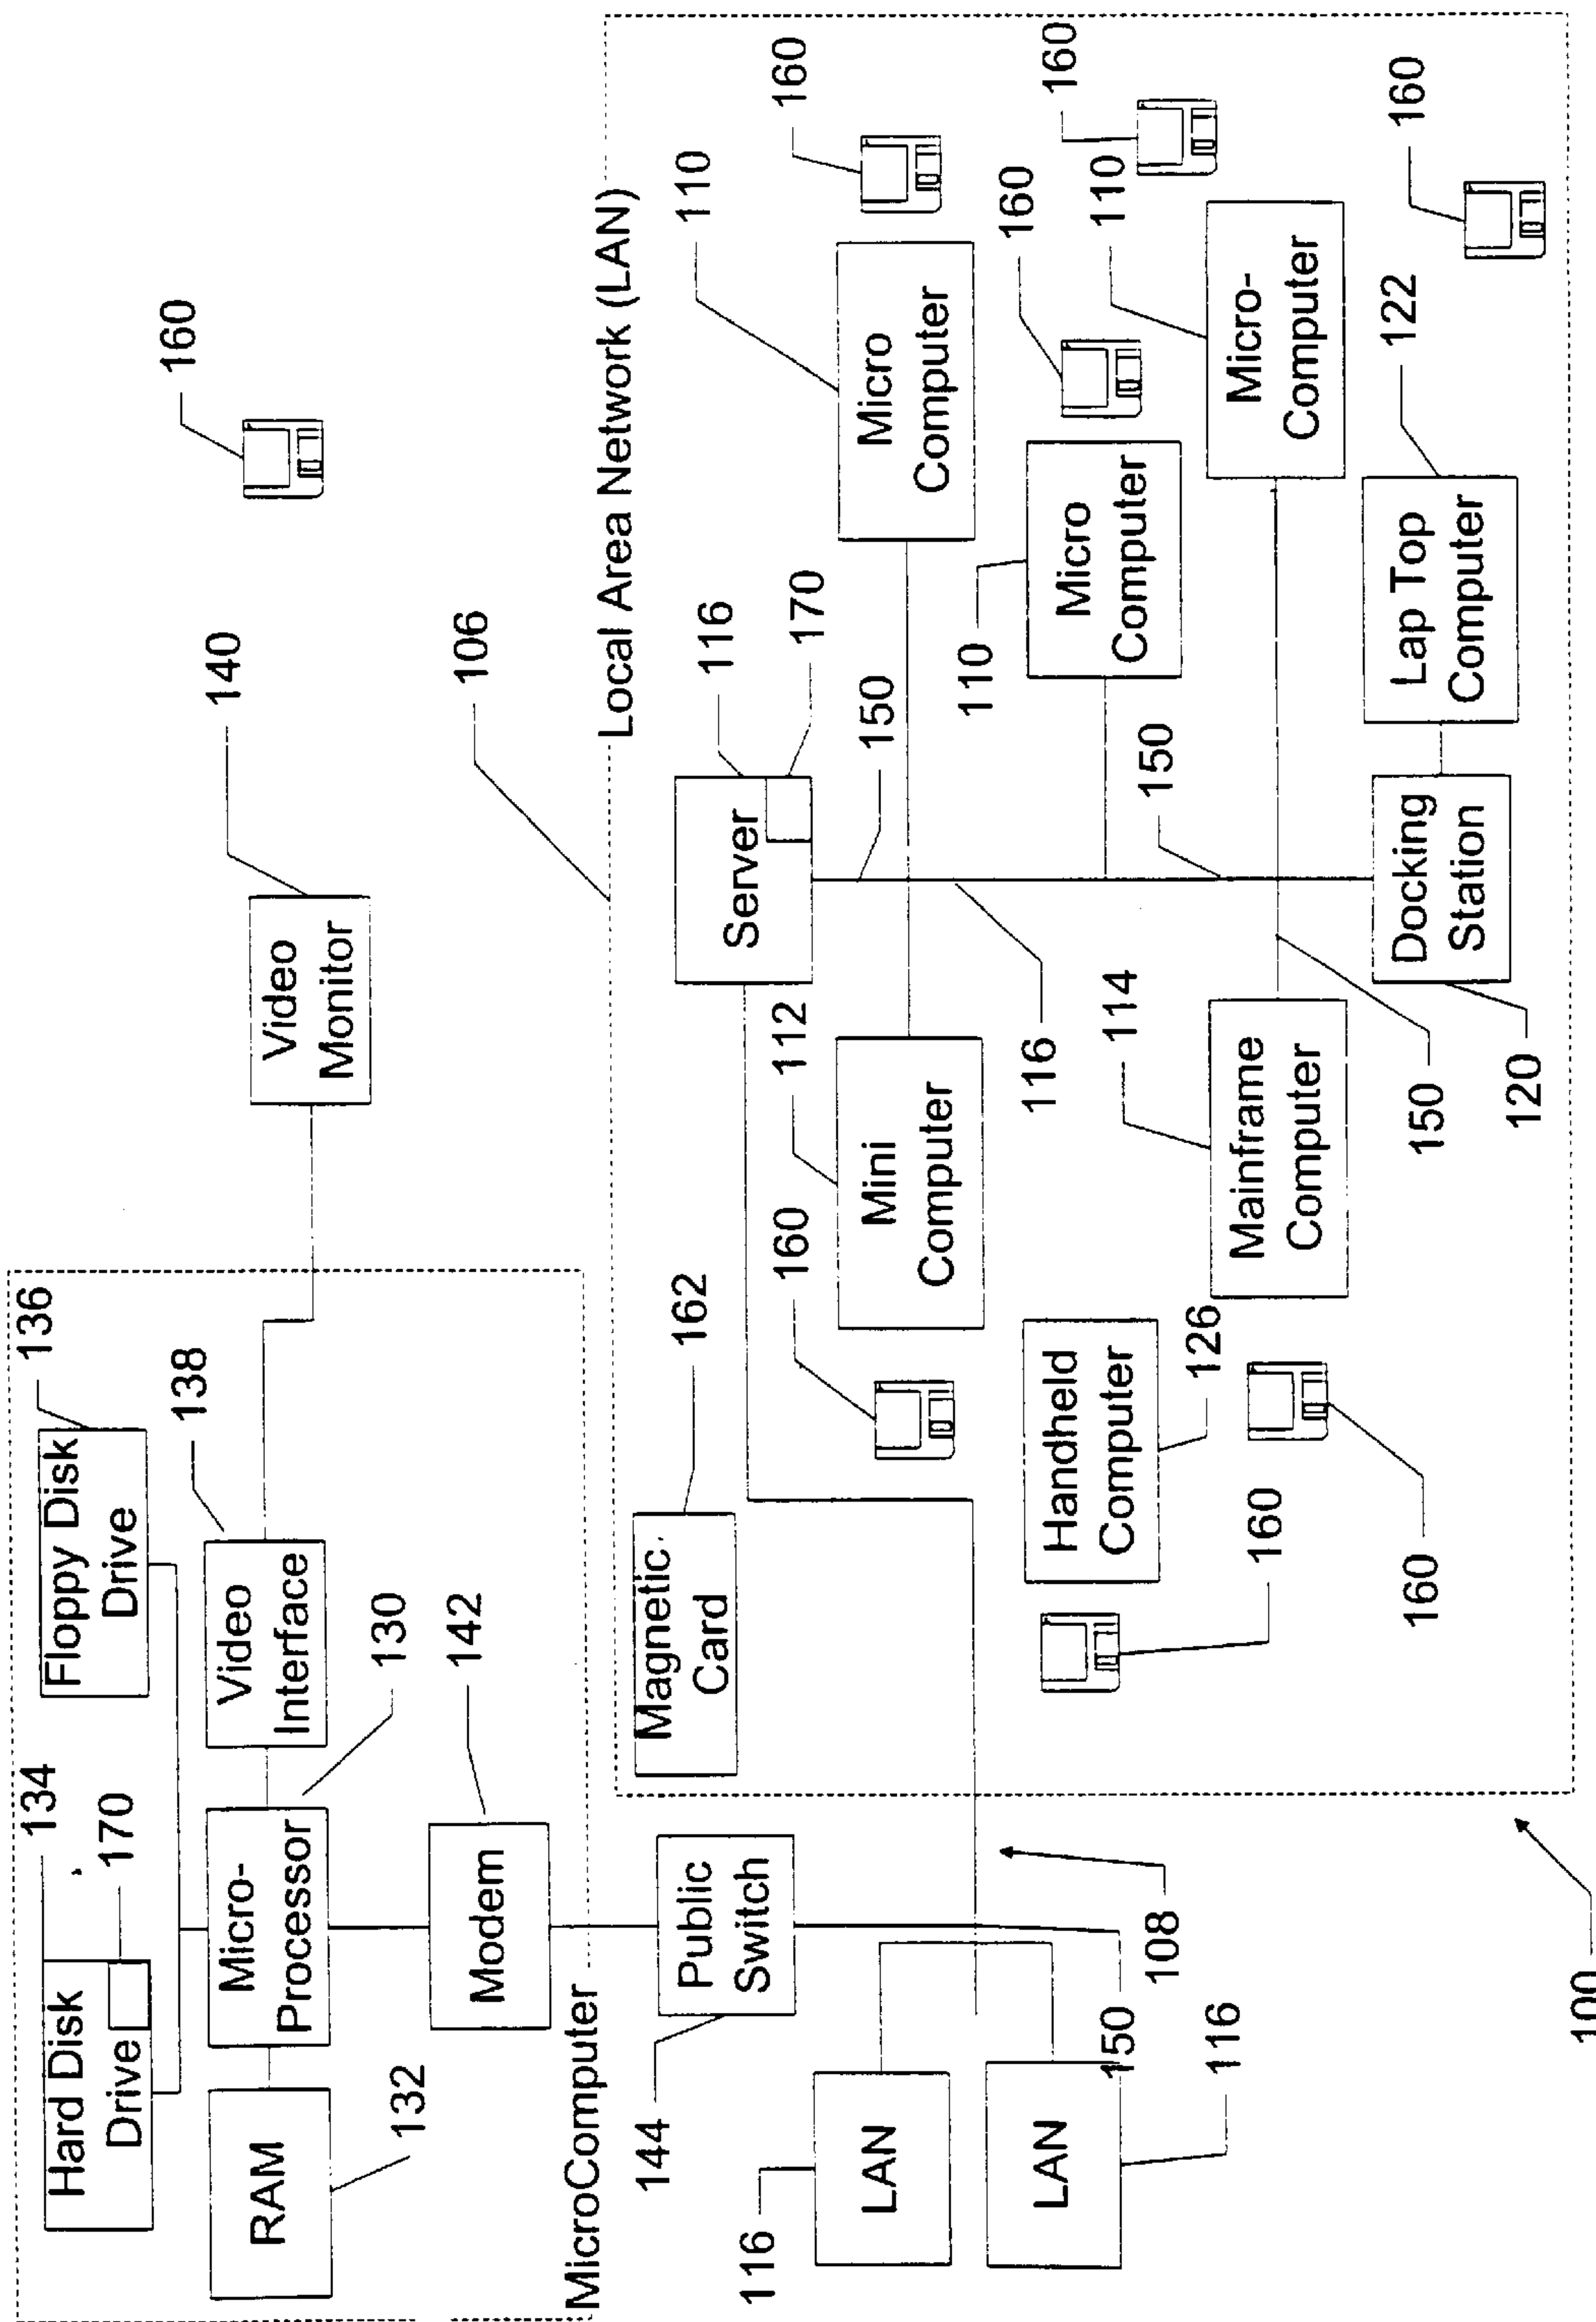 134
136
Hard Disk
Drive
170
Floppy Disk
Drive
138
RAM
Micro-
Processor
Video
Interface
132
130
Modem
142
MicroComputer
Video
Monitor
140
160
106
Local Area Network (LAN)
144
Public
Switch
116
LAN
LAN
150
116
108
100
Magnetic
Card
162
Server
116
170
150
110
160
160
112
Mini
Computer
Micro
Computer
116
110
Micro
Computer
160
160
Handheld
Computer
126
160
160
114
Mainframe
Computer
150
110
Micro-
Computer
150
120
Docking
Station
Lap Top
Computer
122
160